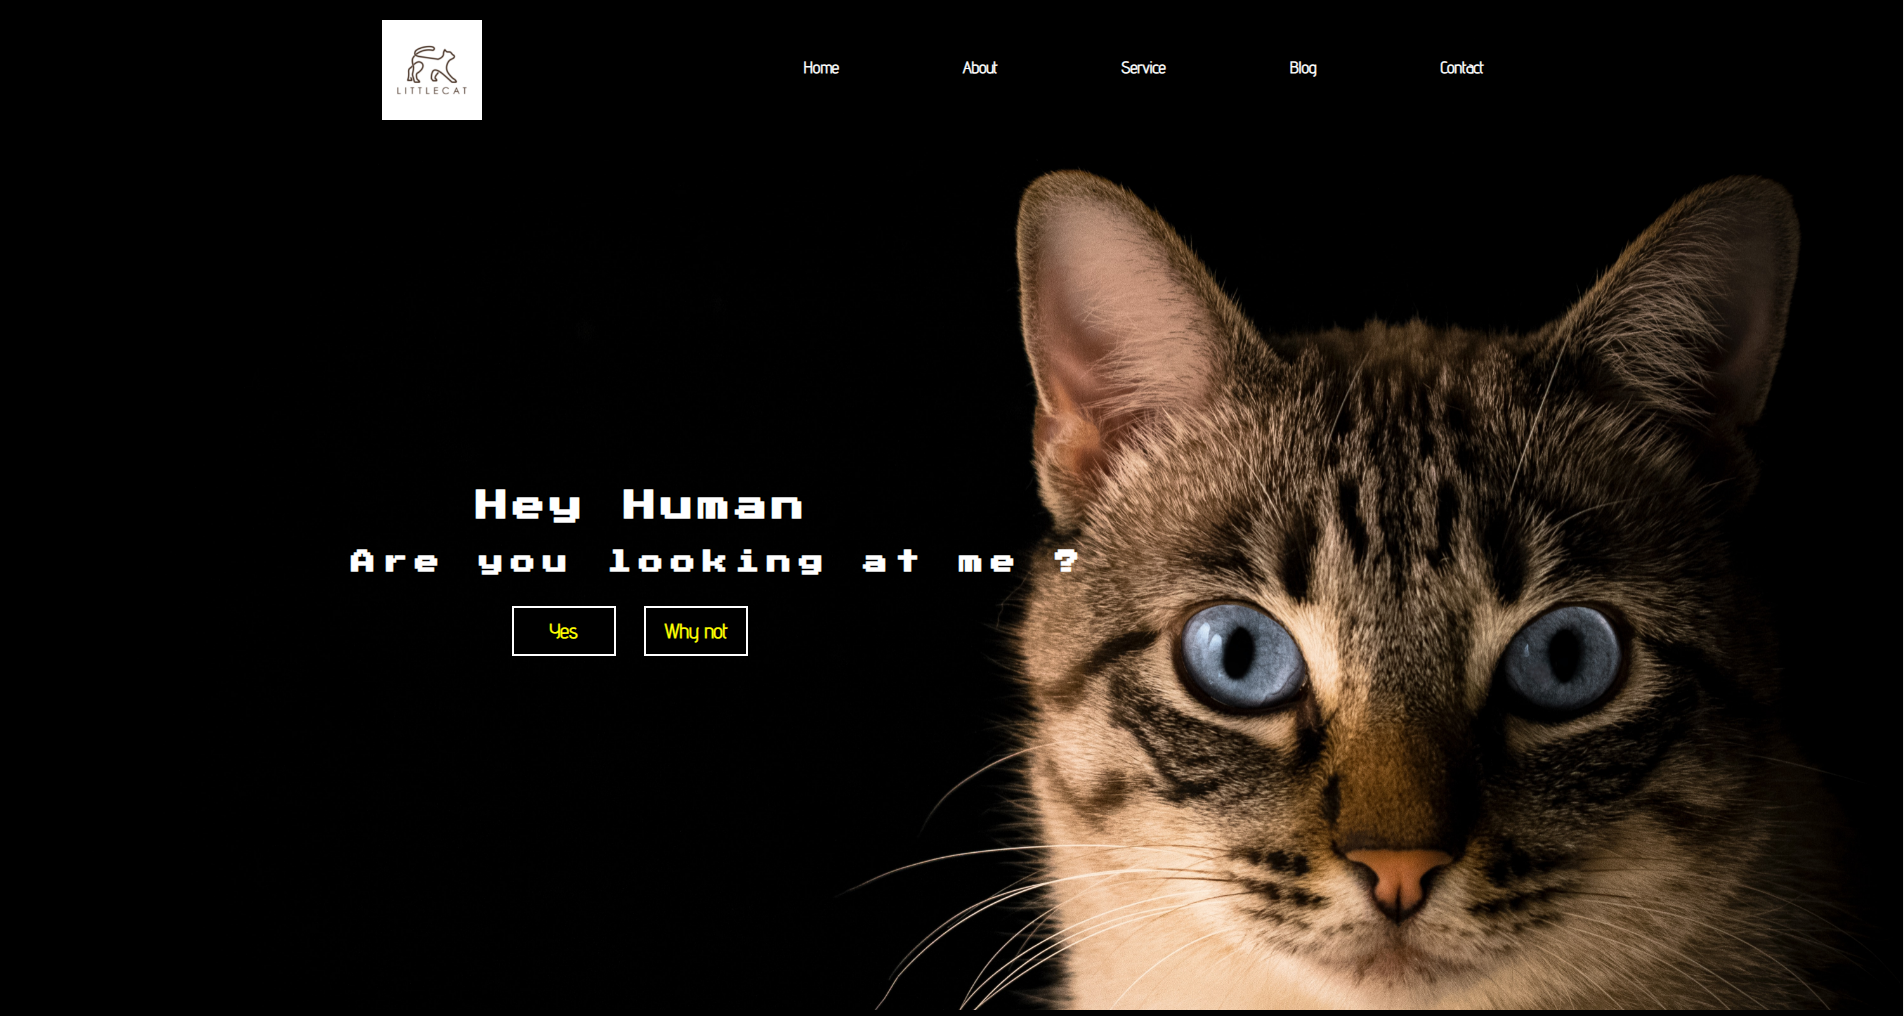 LITTLECAT
Home About Service Blog Contact
Hey Human
Are you looking at me ?
Yes Why not